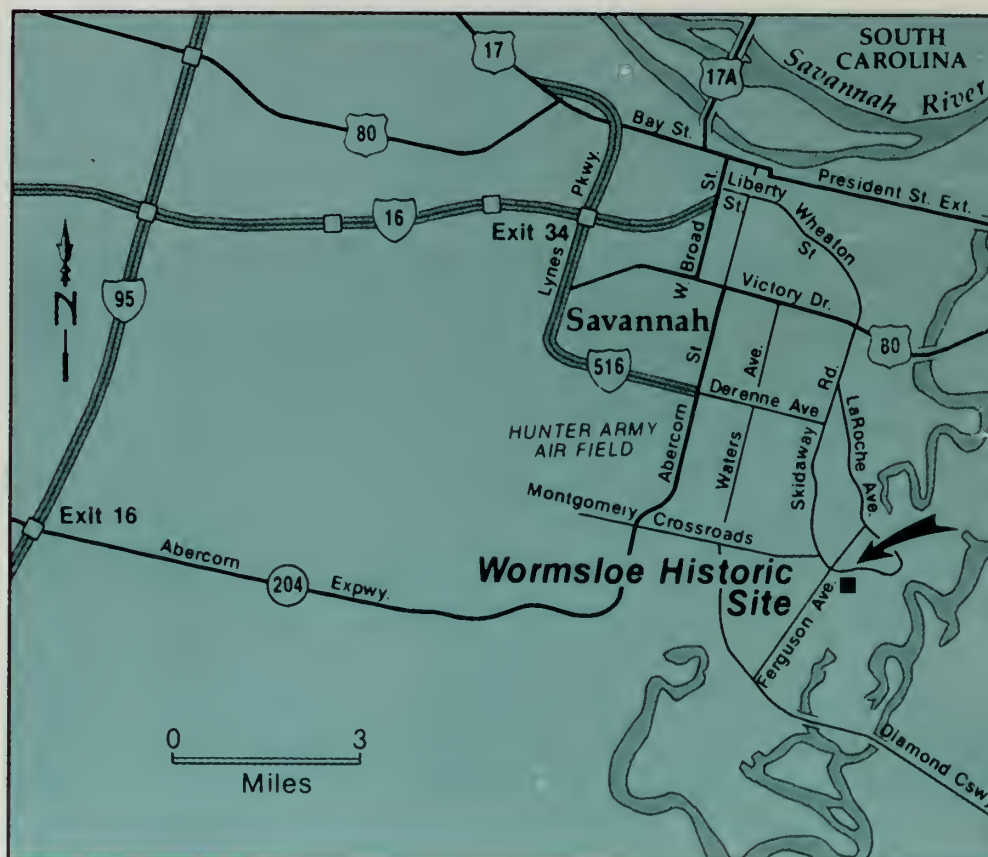 SOUTH
CAROLINA
Savannah River
17
17A
80
Bay St.
President St. Ext.
Liberty
St
Wheaton
St
16
Exit 34
Lynes Pkwy.
W. Broad St.
95
N
Victory Dr.
Savannah
80
516
Derenne Ave
HUNTER ARMY
AIR FIELD
Abercorn St
Waters Ave.
Skidaway Rd.
LaRoche Ave.
Montgomery Crossroads
Exit 16
Abercorn Expwy.
204
Wormsloe Historic
Site
Ferguson Ave.
Diamond Cswy
0 3
Miles